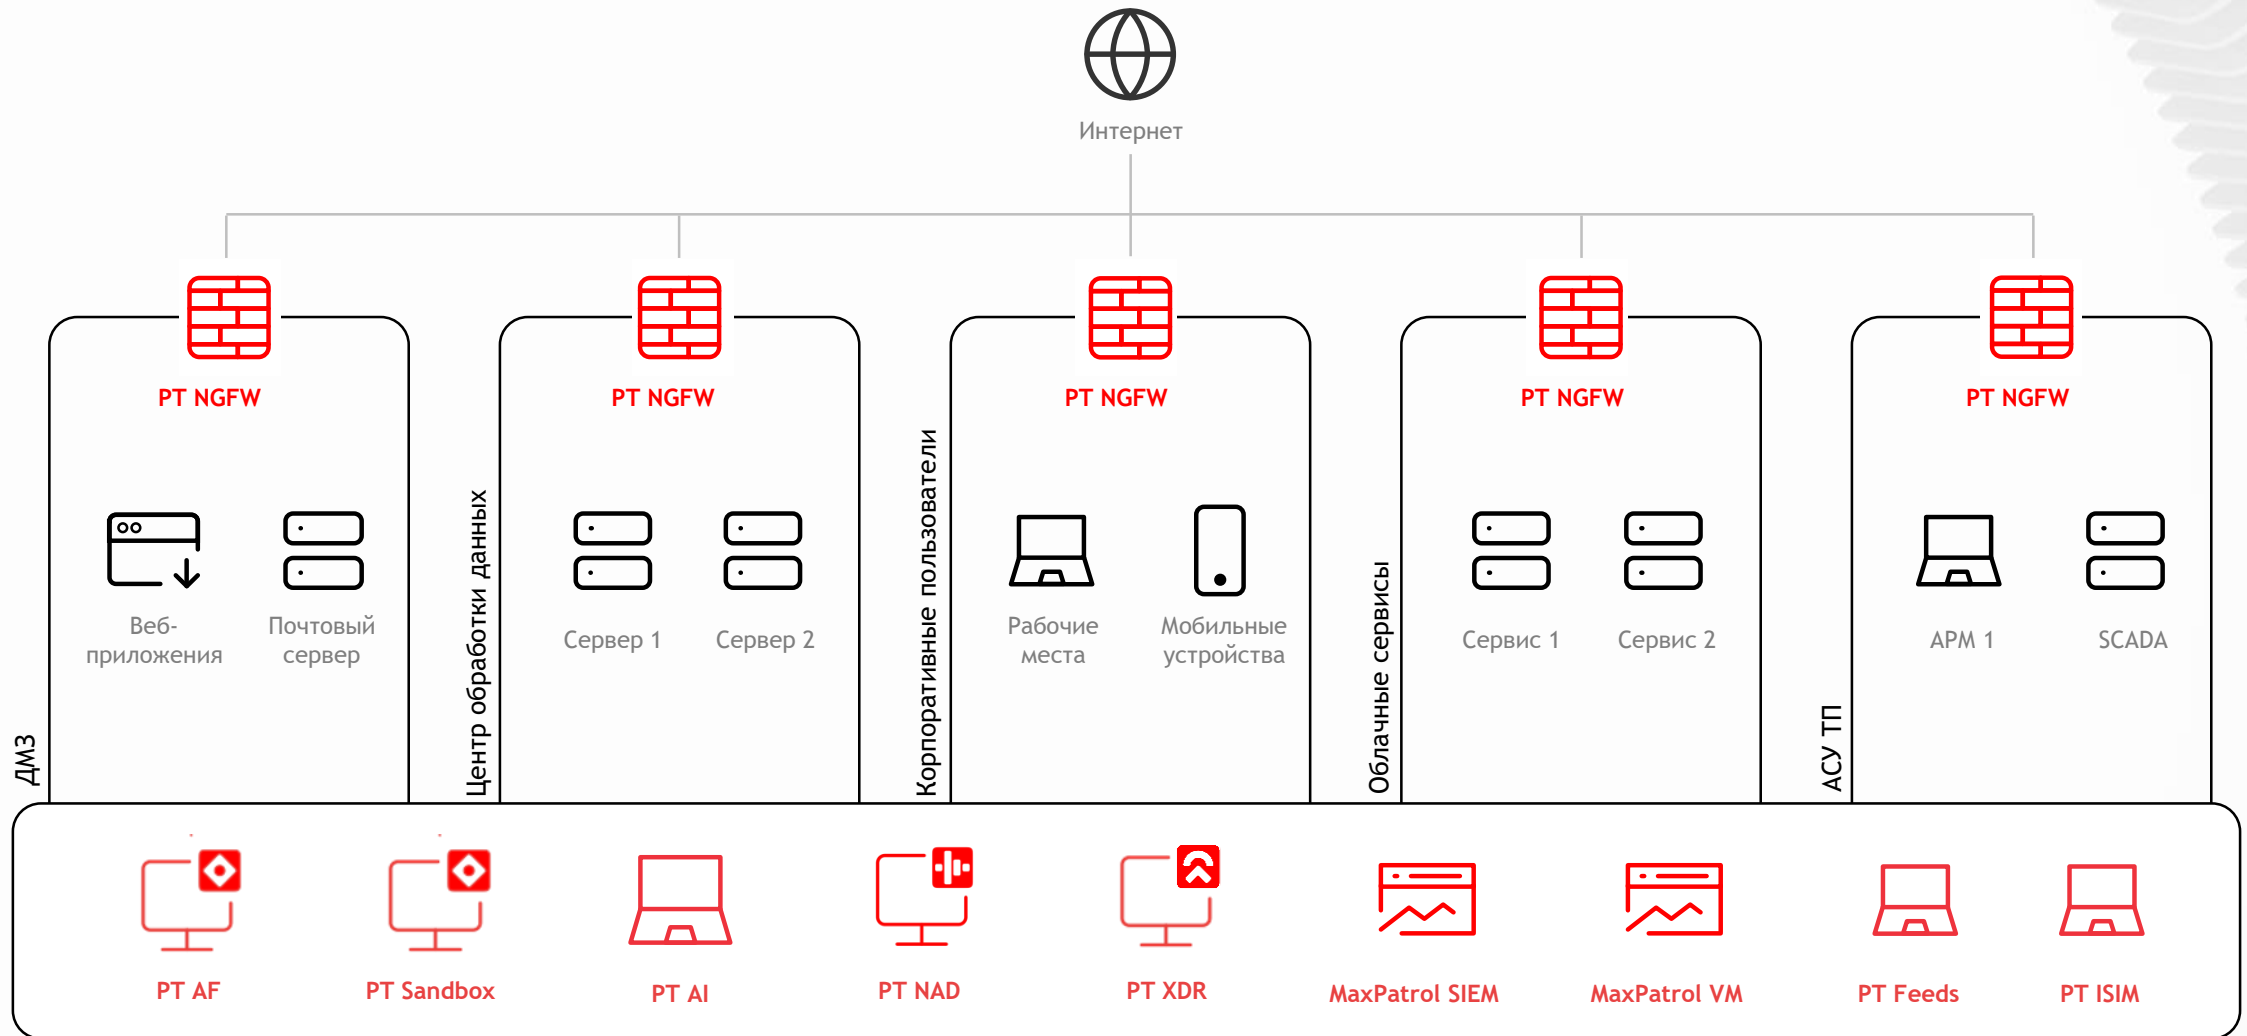 Интернет
PT NGFW
PT NGFW
PT NGFW
PT NGFW
PT NGFW
ДМЗ
Веб-
приложения
Почтовый
сервер
Центр обработки данных
Сервер 1
Сервер 2
Корпоративные пользователи
Рабочие
места
Мобильные
устройства
Облачные сервисы
Сервис 1
Сервис 2
АСУ ТП
АРМ 1
SCADA
PT AF
PT Sandbox
PT AI
PT NAD
PT XDR
MaxPatrol SIEM
MaxPatrol VM
PT Feeds
PT ISIM